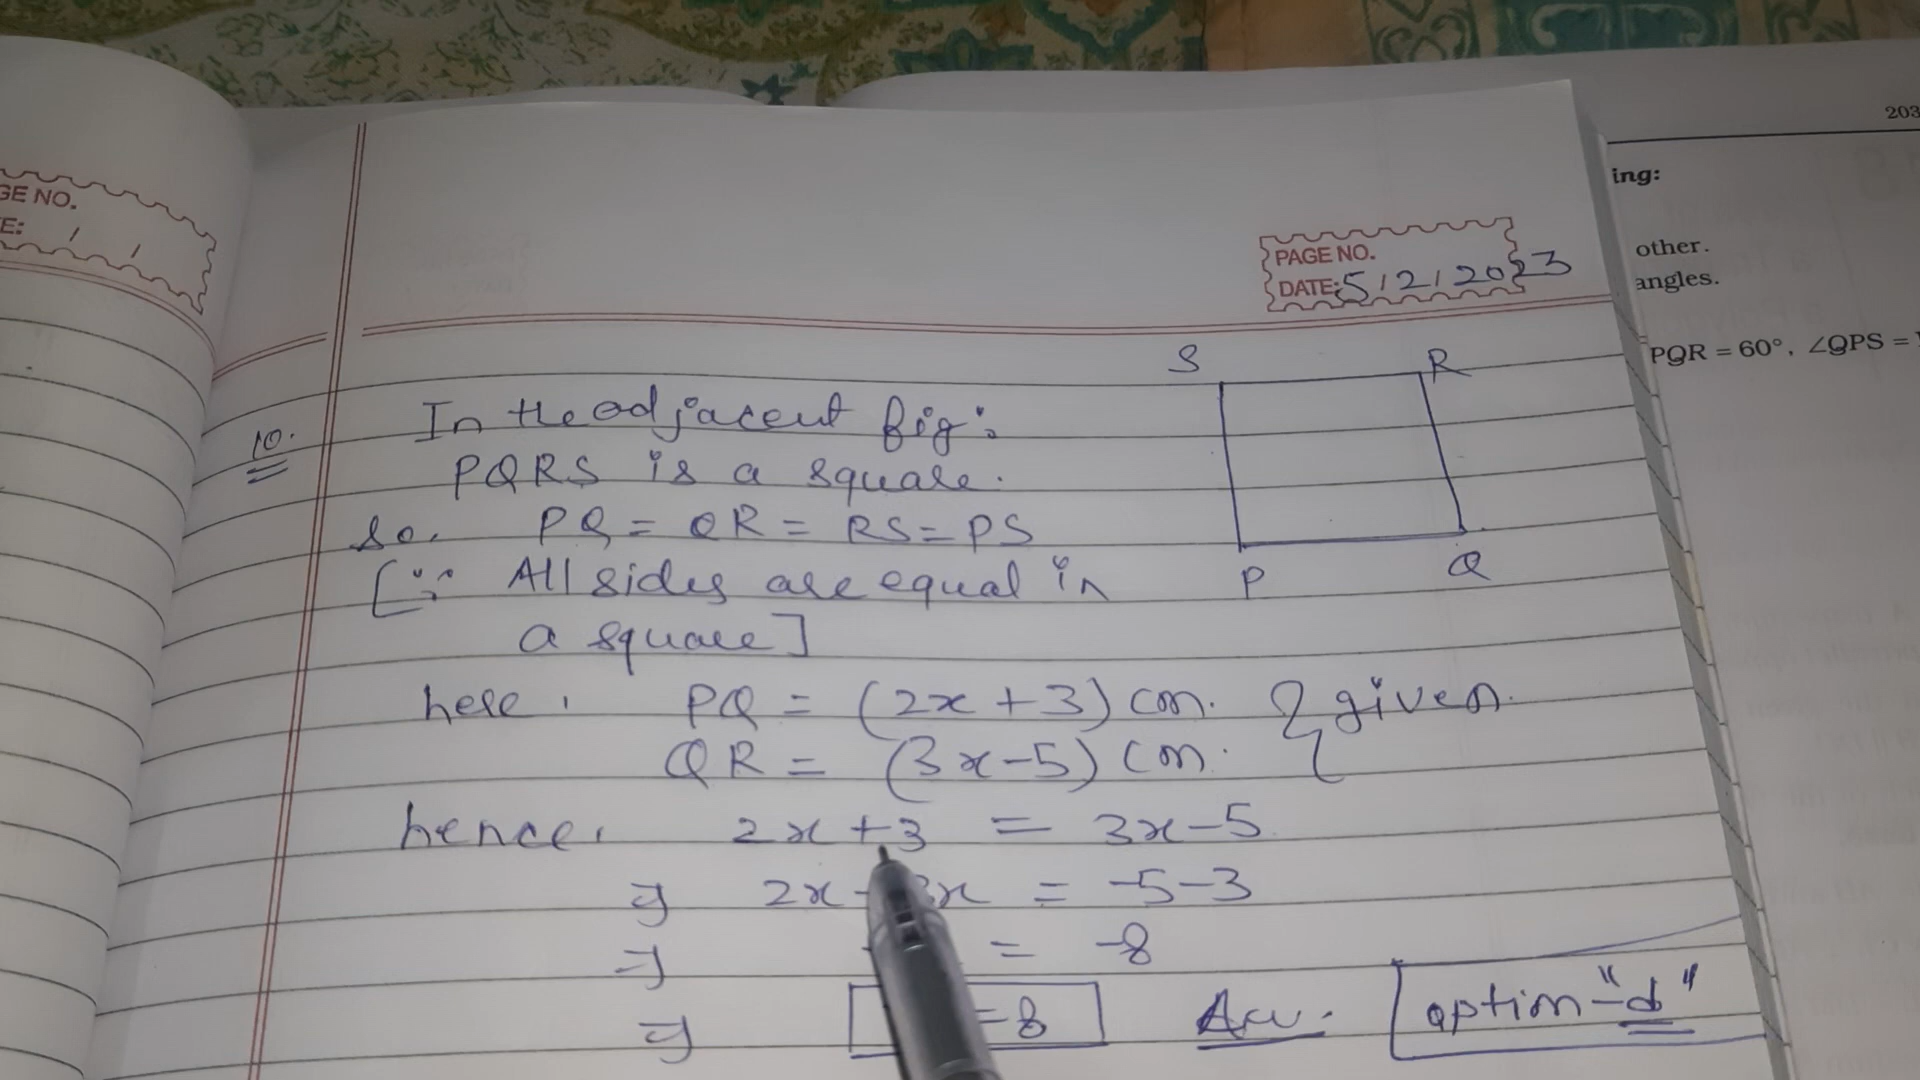 GE NO.
E: / /
203
ing:
other.
angles.
PQR = 60°, ∠QPS =
PAGE NO.
DATE: 5/2/2023
S R
10. In the adjacent fig:
PQRS is a square.
So, PQ = QR = RS = PS
[∵ All sides are equal in
a square]
P Q
here, PQ = (2x+3) cm. } given.
QR = (3x-5) cm.
hence, 2x+3 = 3x-5
⇒ 2x - 3x = -5-3
⇒ = -8
⇒ =8 Ans. option-"d"